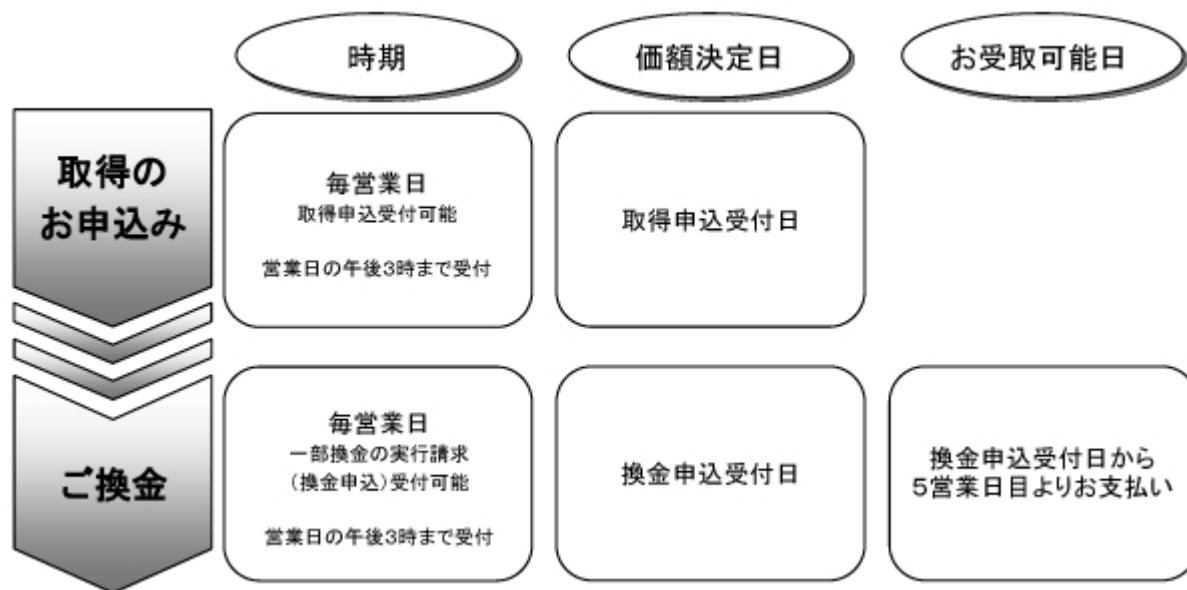 時期
価額決定日
お受取可能日
取得の
お申込み
毎営業日
取得申込受付可能
営業日の午後3時まで受付
取得申込受付日
ご換金
毎営業日
一部換金の実行請求
(換金申込)受付可能
営業日の午後3時まで受付
換金申込受付日
換金申込受付日から
5営業日目よりお支払い